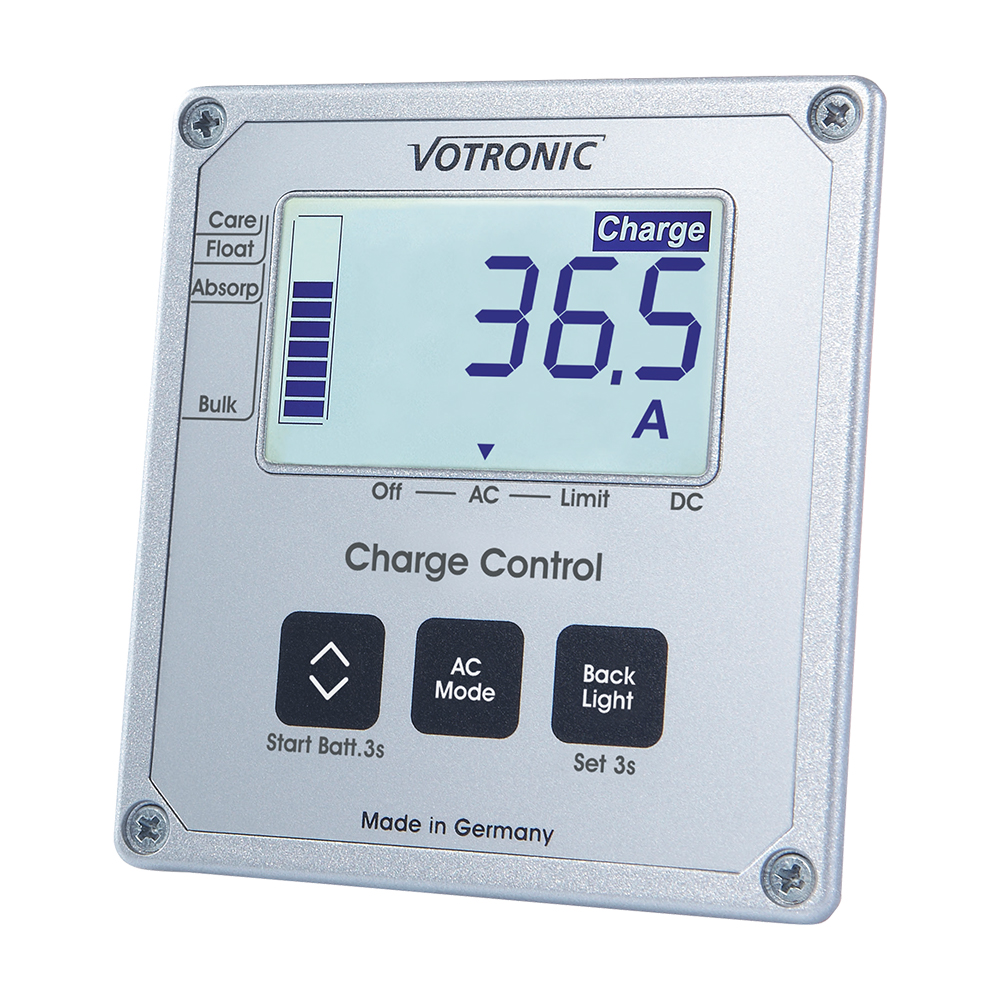 VOTRONIC
Care
Float
Absorp
Bulk
Charge
36.5
A
Off — AC — Limit DC
Charge Control
AC
Mode
Back
Light
Start Batt.3s
Set 3s
Made in Germany